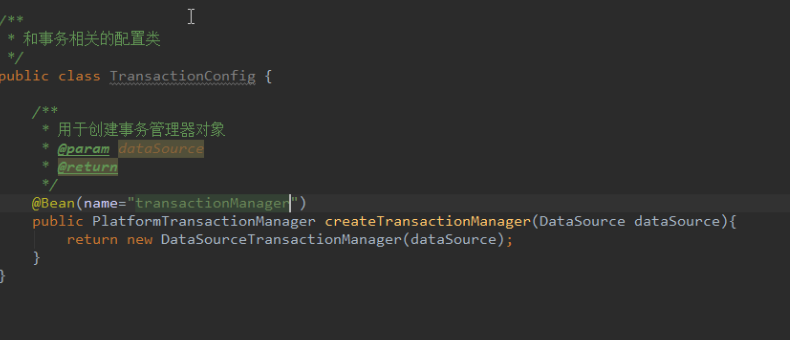 /**
 * 和事务相关的配置类
 */
public class TransactionConfig {
    /**
     * 用于创建事务管理器对象
     * @param dataSource
     * @return
     */
    @Bean(name="transactionManager")
    public PlatformTransactionManager createTransactionManager(DataSource dataSource){
        return new DataSourceTransactionManager(dataSource);
    }
}